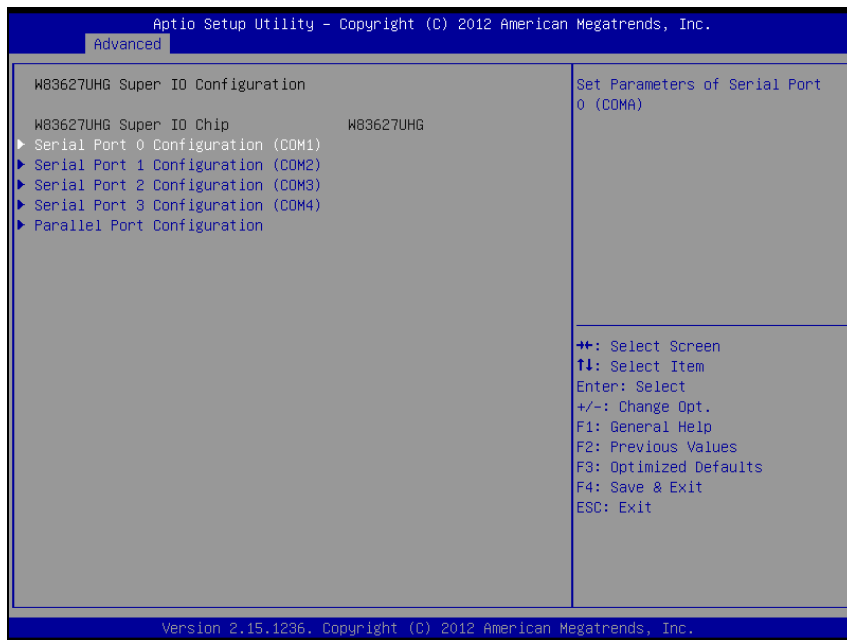 Aptio Setup Utility – Copyright (C) 2012 American Megatrends, Inc.
Advanced
W83627UHG Super IO Configuration
W83627UHG Super IO Chip W83627UHG
▶ Serial Port 0 Configuration (COM1)
▶ Serial Port 1 Configuration (COM2)
▶ Serial Port 2 Configuration (COM3)
▶ Serial Port 3 Configuration (COM4)
▶ Parallel Port Configuration
Set Parameters of Serial Port
0 (COMA)
→←: Select Screen
↑↓: Select Item
Enter: Select
+/-: Change Opt.
F1: General Help
F2: Previous Values
F3: Optimized Defaults
F4: Save & Exit
ESC: Exit
Version 2.15.1236. Copyright (C) 2012 American Megatrends, Inc.